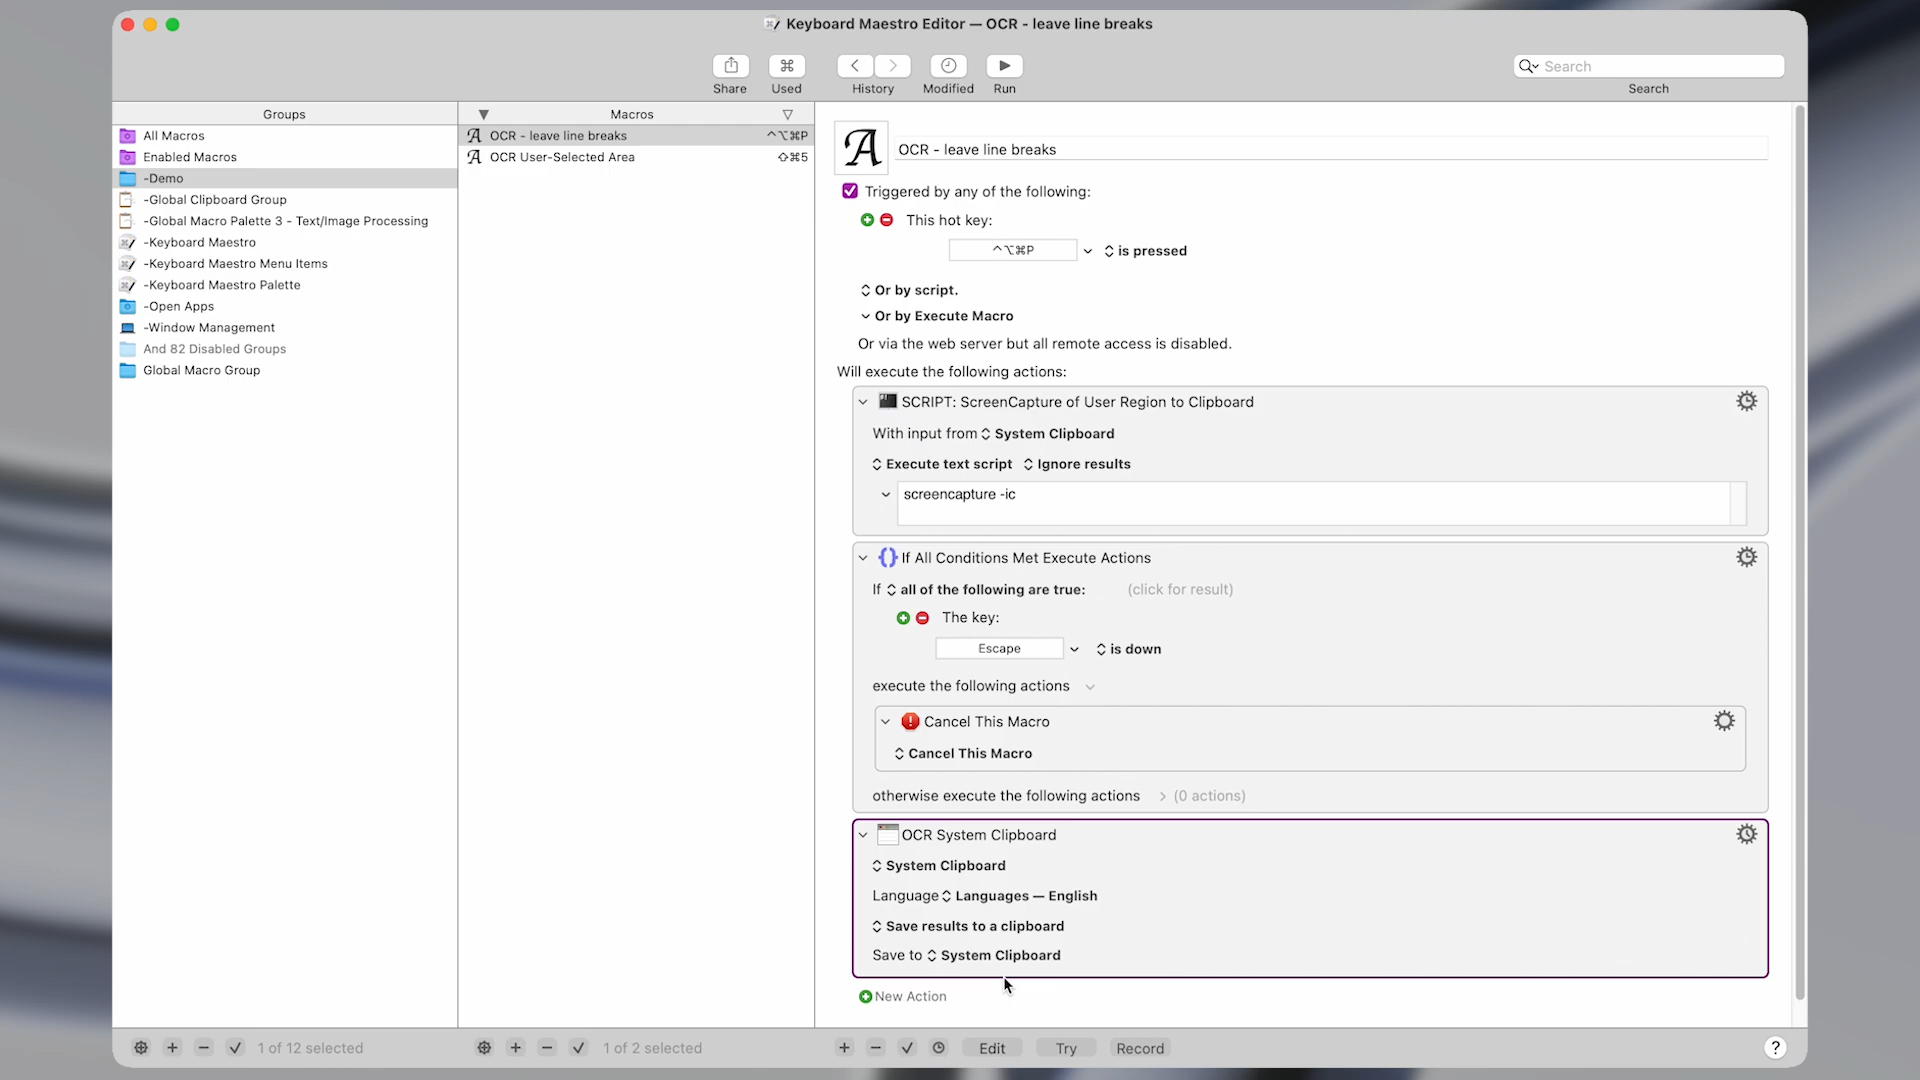 Keyboard Maestro Editor — OCR - leave line breaks
Share
Used
History
Modified
Run
Search
Search
Groups
All Macros
Enabled Macros
-Demo
-Global Clipboard Group
-Global Macro Palette 3 - Text/Image Processing
-Keyboard Maestro
-Keyboard Maestro Menu Items
-Keyboard Maestro Palette
-Open Apps
-Window Management
And 82 Disabled Groups
Global Macro Group
Macros
OCR - leave line breaks ⌃⌥⌘P
OCR User-Selected Area ⇧⌘5
OCR - leave line breaks
Triggered by any of the following:
This hot key:
⌃⌥⌘P is pressed
Or by script.
Or by Execute Macro
Or via the web server but all remote access is disabled.
Will execute the following actions:
SCRIPT: ScreenCapture of User Region to Clipboard
With input from System Clipboard
Execute text script Ignore results
screencapture -ic
If All Conditions Met Execute Actions
If all of the following are true: (click for result)
The key:
Escape is down
execute the following actions
Cancel This Macro
Cancel This Macro
otherwise execute the following actions (0 actions)
OCR System Clipboard
System Clipboard
Language Languages — English
Save results to a clipboard
Save to System Clipboard
New Action
1 of 12 selected
1 of 2 selected
Edit
Try
Record
?